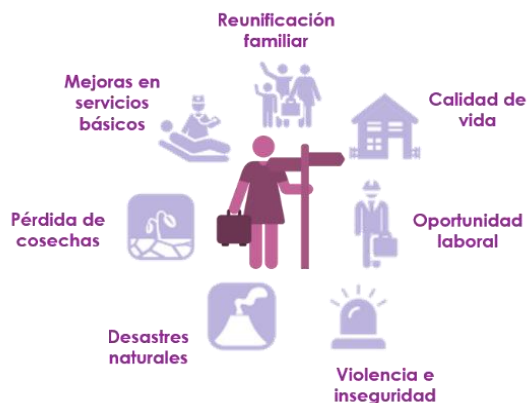 Reunificación
familiar
Mejoras en
servicios
básicos
Calidad de
vida
Pérdida de
cosechas
Oportunidad
laboral
Desastres
naturales
Violencia e
inseguridad